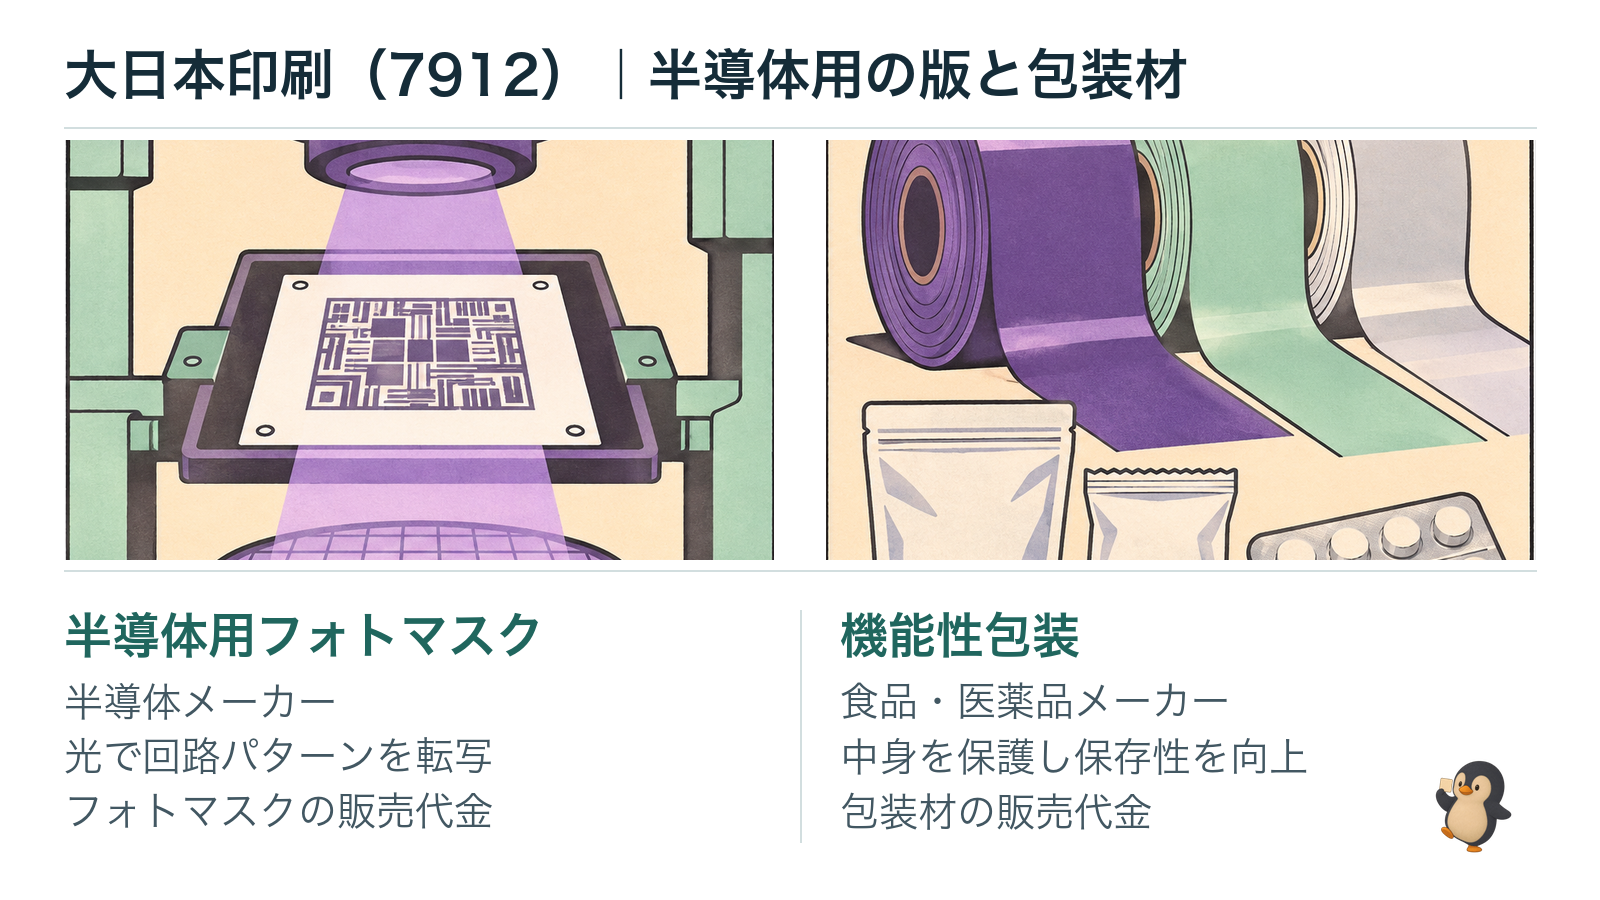 大日本印刷（7912）｜半導体用の版と包装材
半導体用フォトマスク
半導体メーカー
光で回路パターンを転写
フォトマスクの販売代金
機能性包装
食品・医薬品メーカー
中身を保護し保存性を向上
包装材の販売代金